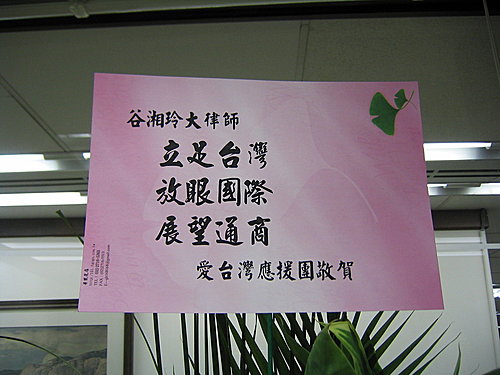 谷湘玲大律師
立足台灣
放眼國際
展望通商
愛台灣應援團敬賀